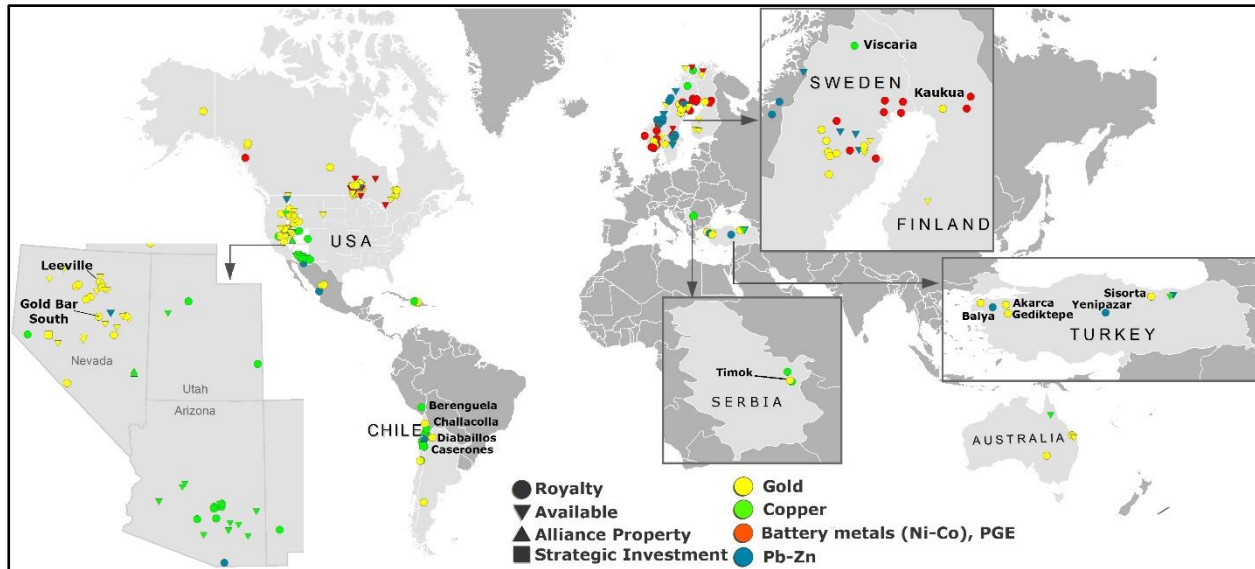 Viscaria
SWEDEN
Kaukua
FINLAND
USA
Leeville
Gold Bar
South
Nevada
Utah
Arizona
Sisorta
Akarca
Yenipazar
Balya
Gediktepe
TURKEY
Timok
SERBIA
Berenguela
Challacolla
CHILE
Diabaillos
Caserones
AUSTRALIA
Royalty
Available
Alliance Property
Strategic Investment
Gold
Copper
Battery metals (Ni-Co), PGE
Pb-Zn